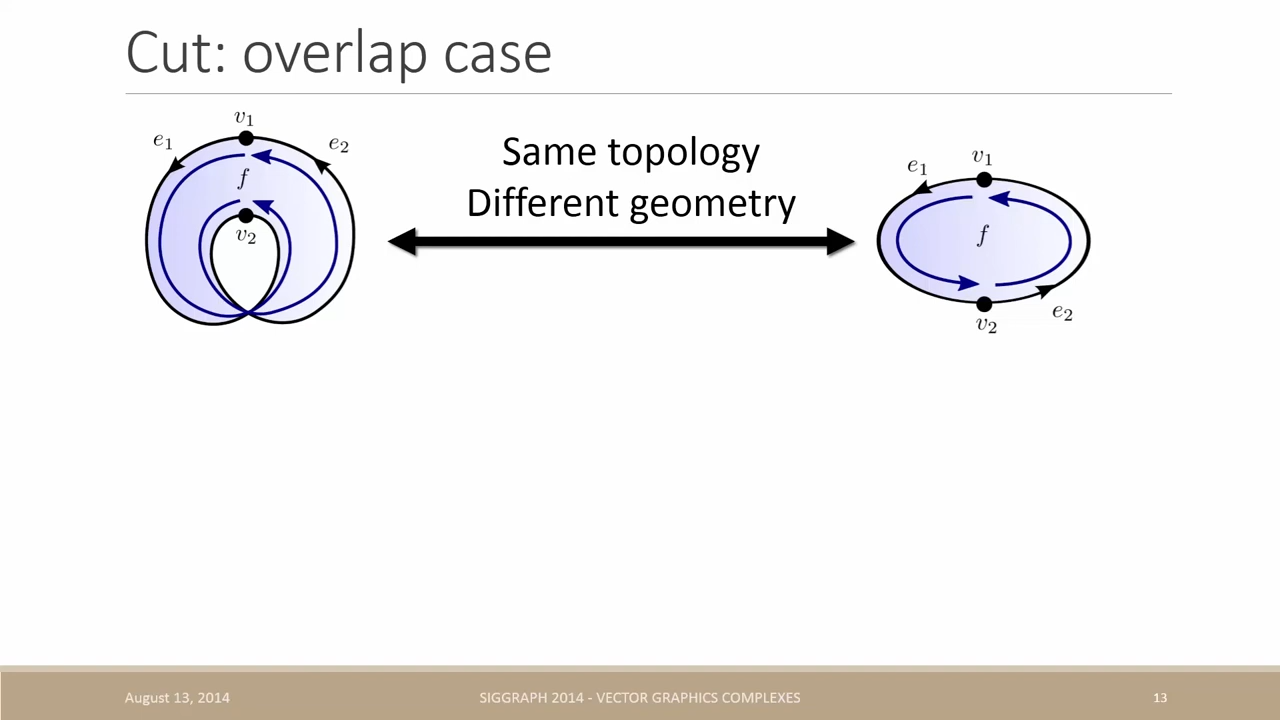 Cut: overlap case
v₁
e₁
e₂
f
v₂
Same topology
Different geometry
v₁
e₁
f
e₂
v₂
August 13, 2014
SIGGRAPH 2014 - VECTOR GRAPHICS COMPLEXES
13